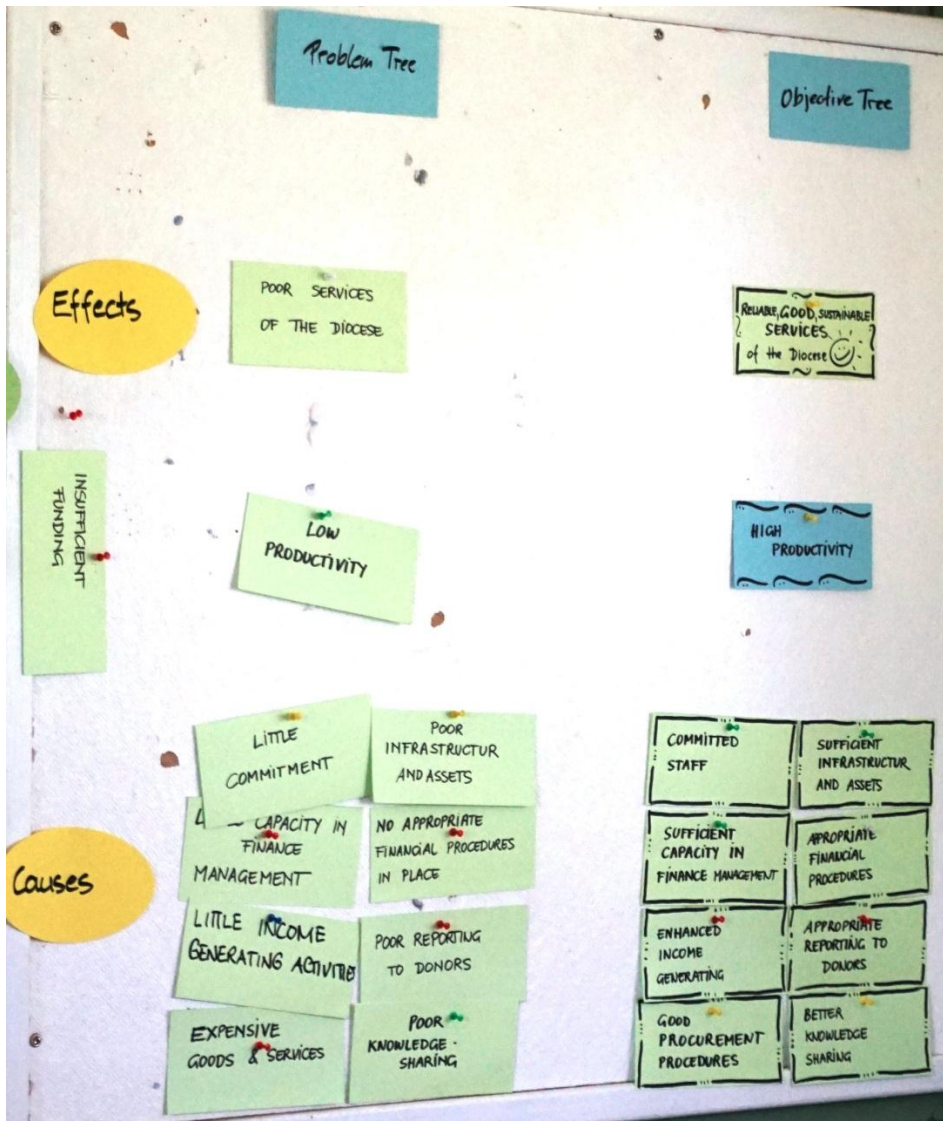 Problem Tree
Objective Tree
Effects
POOR SERVICES
OF THE DIOCESE
RELIABLE, GOOD, SUSTAINABLE
SERVICES
of the Diocese
INSUFFICIENT
FUNDING
LOW
PRODUCTIVITY
HIGH
PRODUCTIVITY
Causes
LITTLE
COMMITMENT
POOR
INFRASTRUCTUR
AND ASSETS
CAPACITY IN
FINANCE
MANAGEMENT
NO APPROPRIATE
FINANCIAL PROCEDURES
IN PLACE
LITTLE INCOME
GENERATING ACTIVITIES
POOR REPORTING
TO DONORS
EXPENSIVE
GOODS & SERVICES
POOR
KNOWLEDGE-
SHARING
COMMITTED
STAFF
SUFFICIENT
INFRASTRUCTUR
AND ASSETS
SUFFICIENT
CAPACITY IN
FINANCE MANAGEMENT
APROPRIATE
FINANCIAL
PROCEDURES
ENHANCED
INCOME
GENERATING
APPROPRIATE
REPORTING TO
DONORS
GOOD
PROCUREMENT
PROCEDURES
BETTER
KNOWLEDGE
SHARING